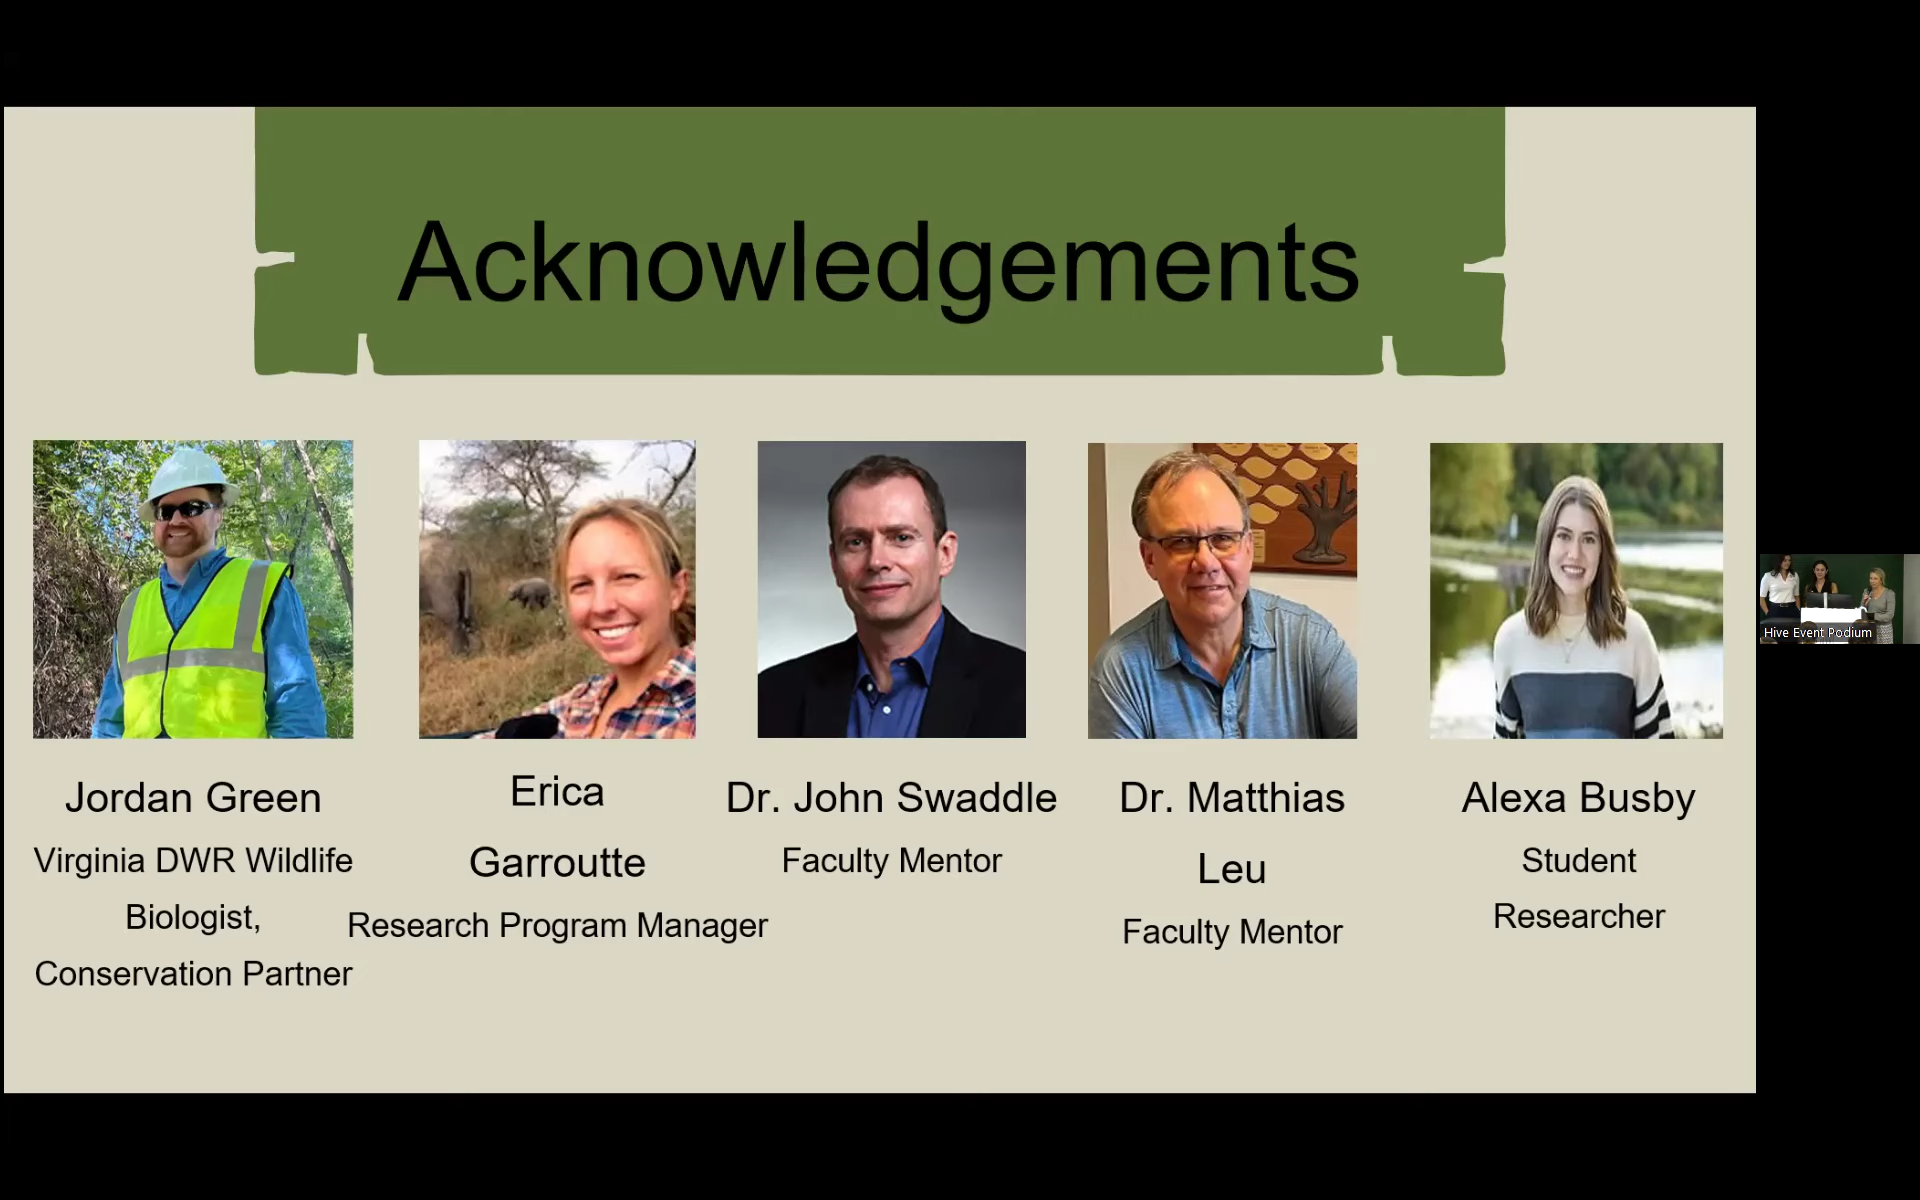 Acknowledgements
Jordan Green
Virginia DWR Wildlife
Biologist,
Conservation Partner
Erica
Garroutte
Research Program Manager
Dr. John Swaddle
Faculty Mentor
Dr. Matthias
Leu
Faculty Mentor
Alexa Busby
Student
Researcher
Hive Event Podium